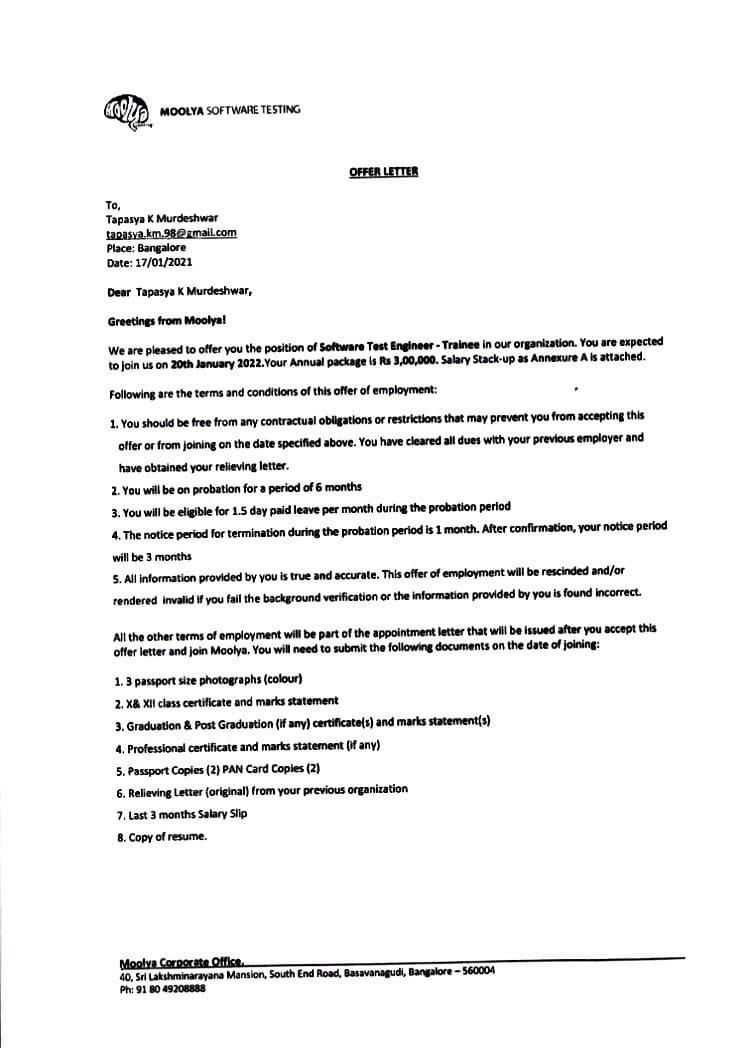 Moolya
MOOLYA SOFTWARE TESTING
OFFER LETTER
To,
Tapasya K Murdeshwar
tapasya.km.98@gmail.com
Place: Bangalore
Date: 17/01/2021
Dear Tapasya K Murdeshwar,
Greetings from Moolya!
We are pleased to offer you the position of Software Test Engineer - Trainee in our organization. You are expected
to join us on 20th January 2022.Your Annual package is Rs 3,00,000. Salary Stack-up as Annexure A is attached.
Following are the terms and conditions of this offer of employment:
1. You should be free from any contractual obligations or restrictions that may prevent you from accepting this
offer or from joining on the date specified above. You have cleared all dues with your previous employer and
have obtained your relieving letter.
2. You will be on probation for a period of 6 months
3. You will be eligible for 1.5 day paid leave per month during the probation period
4. The notice period for termination during the probation period is 1 month. After confirmation, your notice period
will be 3 months
5. All information provided by you is true and accurate. This offer of employment will be rescinded and/or
rendered invalid if you fail the background verification or the information provided by you is found incorrect.
All the other terms of employment will be part of the appointment letter that will be issued after you accept this
offer letter and join Moolya. You will need to submit the following documents on the date of joining:
1. 3 passport size photographs (colour)
2. X& XII class certificate and marks statement
3. Graduation & Post Graduation (if any) certificate(s) and marks statement(s)
4. Professional certificate and marks statement (if any)
5. Passport Copies (2) PAN Card Copies (2)
6. Relieving Letter (original) from your previous organization
7. Last 3 months Salary Slip
8. Copy of resume.
Moolya Corporate Office.
40, Sri Lakshminarayana Mansion, South End Road, Basavanagudi, Bangalore – 560004
Ph: 91 80 49208888